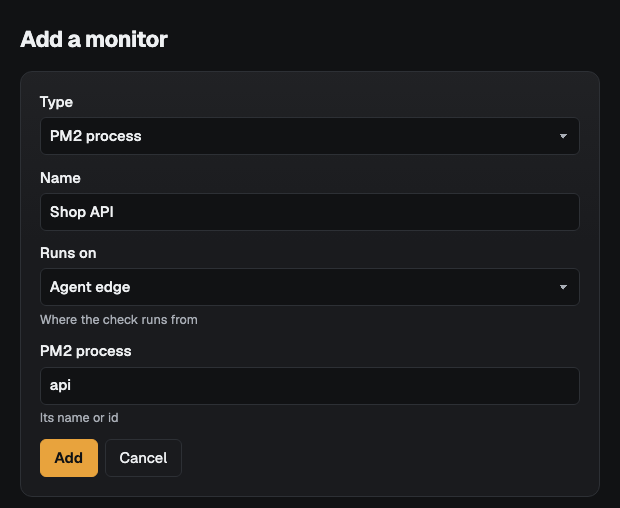 Add a monitor
Type
PM2 process
Name
Shop API
Runs on
Agent edge
Where the check runs from
PM2 process
api
Its name or id
Add
Cancel